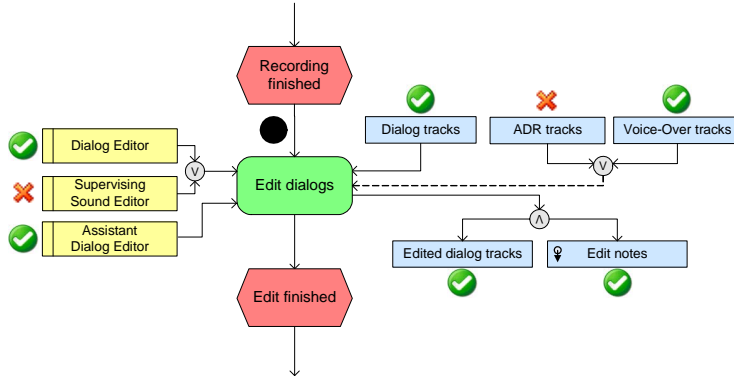 Recording
finished
Dialog tracks
ADR tracks
Voice-Over tracks
Dialog Editor
V
V
Supervising
Sound Editor
Edit dialogs
Assistant
Dialog Editor
Λ
Edited dialog tracks
Edit notes
Edit finished